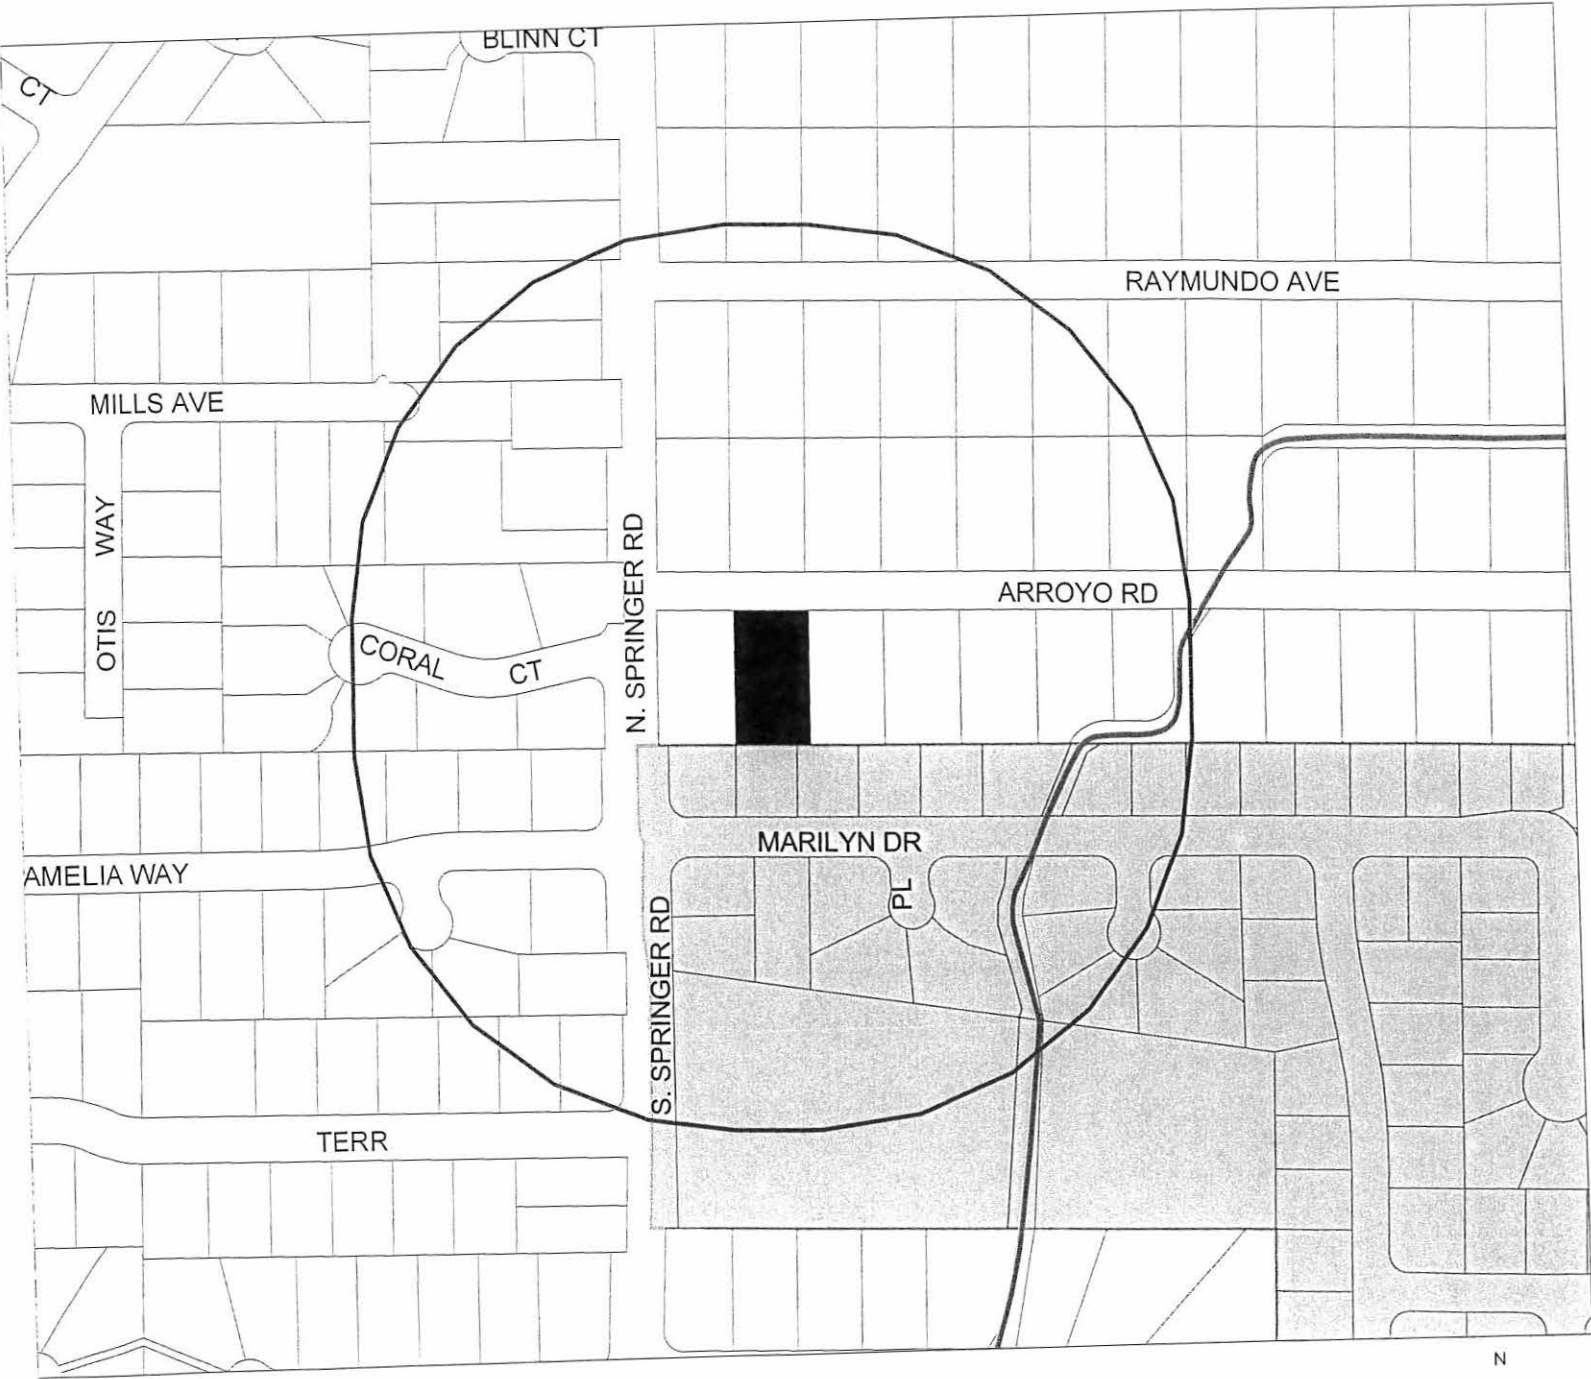 BLINN CT
CT
RAYMUNDO AVE
MILLS AVE
OTIS WAY
N. SPRINGER RD
ARROYO RD
CORAL CT
MARILYN DR
PL
AMELIA WAY
S. SPRINGER RD
TERR
N